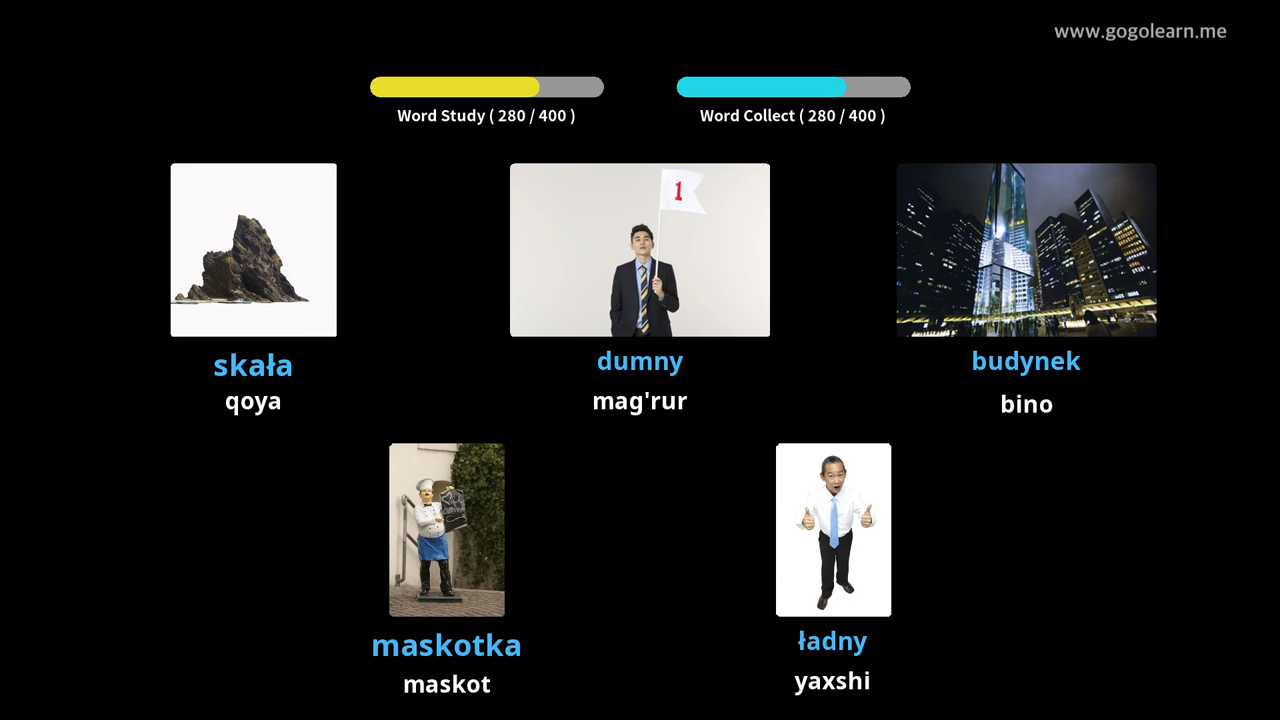 www.gogolearn.me
Word Study ( 280 / 400 )
Word Collect ( 280 / 400 )
1
skała
dumny
budynek
qoya
mag'rur
bino
maskotka
ładny
maskot
yaxshi